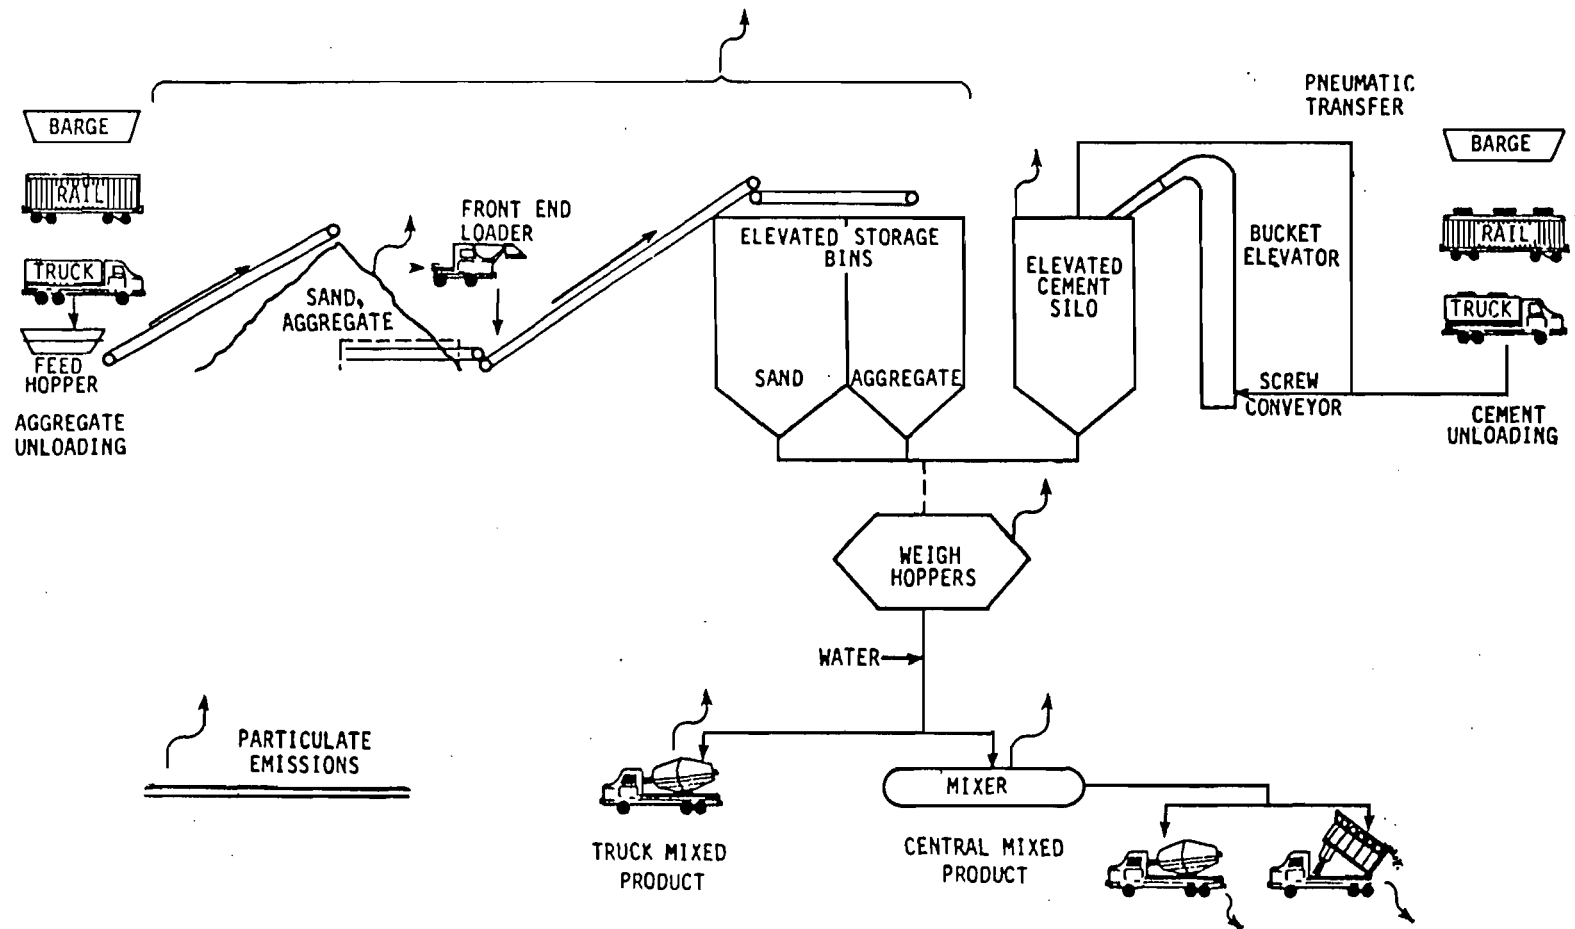 PNEUMATIC
TRANSFER
BARGE
RAIL
TRUCK
FEED
HOPPER
AGGREGATE
UNLOADING
SAND,
AGGREGATE
FRONT END
LOADER
ELEVATED STORAGE
BINS
SAND
AGGREGATE
ELEVATED
CEMENT
SILO
BUCKET
ELEVATOR
SCREW
CONVEYOR
BARGE
RAIL
TRUCK
CEMENT
UNLOADING
WEIGH
HOPPERS
WATER
PARTICULATE
EMISSIONS
TRUCK MIXED
PRODUCT
MIXER
CENTRAL MIXED
PRODUCT